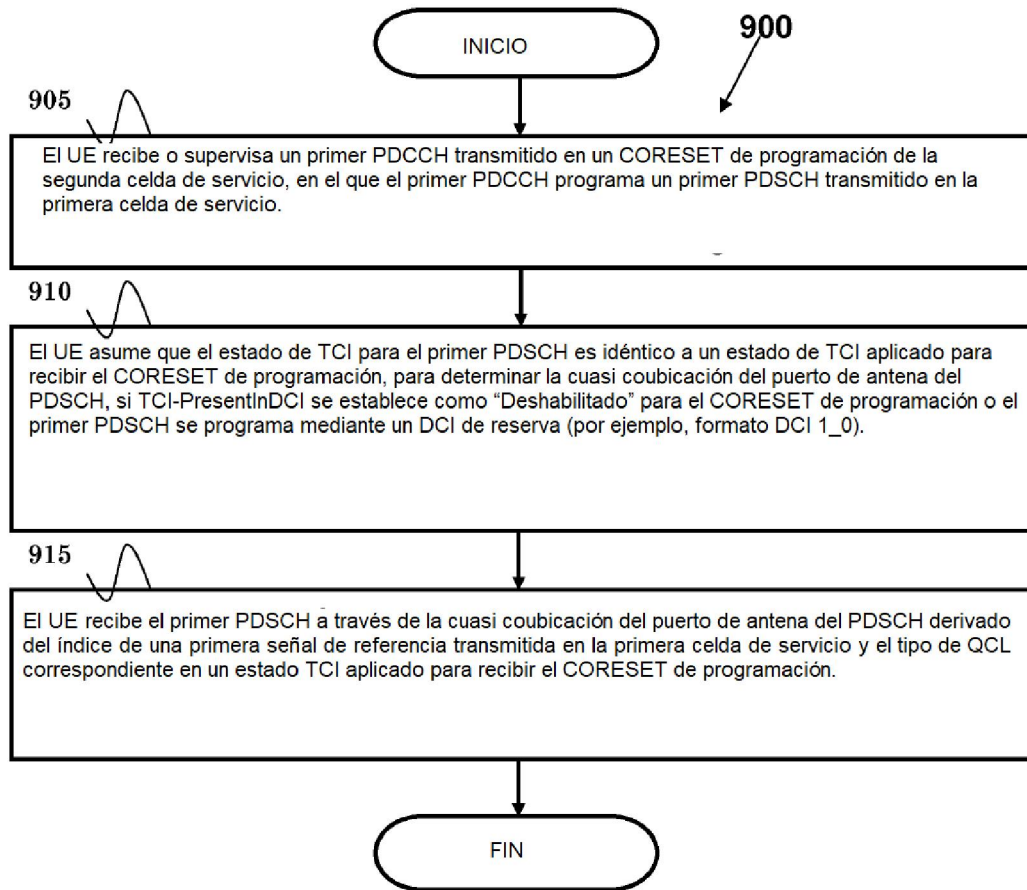 INICIO
900
905
El UE recibe o supervisa un primer PDCCH transmitido en un CORESET de programación de la
segunda celda de servicio, en el que el primer PDCCH programa un primer PDSCH transmitido en la
primera celda de servicio.
910
El UE asume que el estado de TCI para el primer PDSCH es idéntico a un estado de TCI aplicado para
recibir el CORESET de programación, para determinar la cuasi coubicación del puerto de antena del
PDSCH, si TCI-PresentInDCI se establece como “Deshabilitado” para el CORESET de programación o el
primer PDSCH se programa mediante un DCI de reserva (por ejemplo, formato DCI 1_0).
915
El UE recibe el primer PDSCH a través de la cuasi coubicación del puerto de antena del PDSCH derivado
del índice de una primera señal de referencia transmitida en la primera celda de servicio y el tipo de QCL
correspondiente en un estado TCI aplicado para recibir el CORESET de programación.
FIN